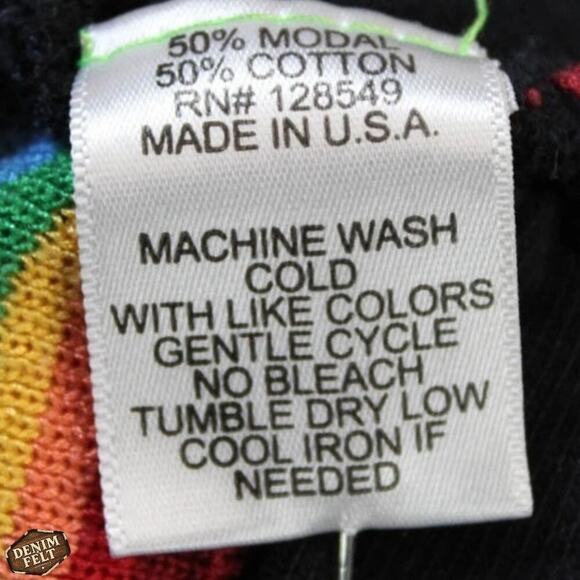 50% MODAL
50% COTTON
RN# 128549
MADE IN U.S.A.
MACHINE WASH
COLD
WITH LIKE COLORS
GENTLE CYCLE
NO BLEACH
TUMBLE DRY LOW
COOL IRON IF
NEEDED
DENIM
FELT